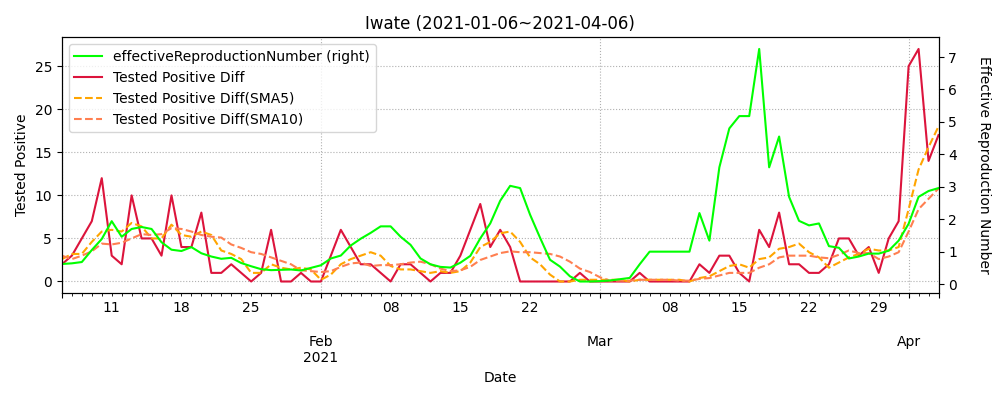 Iwate (2021-01-06~2021-04-06)
effectiveReproductionNumber (right)
Tested Positive Diff
Tested Positive Diff(SMA5)
Tested Positive Diff(SMA10)
Tested Positive
25
20
15
10
5
0
7
6
5
4
3
2
1
0
Effective Reproduction Number
11 18 25 08 15 22 08 15 22 29
Feb Mar Apr
2021
Date